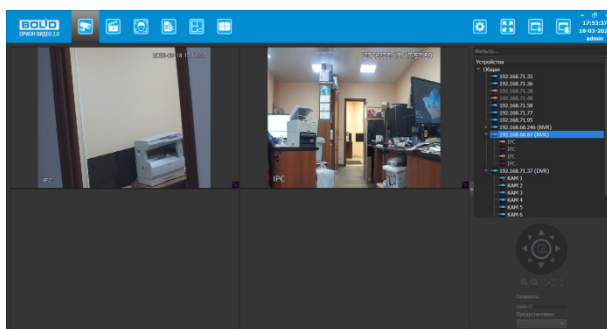 BOLID
ОРИОН ВИДЕО 2.0
17:53:37
18-03-202
admin
Фильтр...
Устройства
Общая
192.168.71.35
192.168.71.36
192.168.71.38
192.168.71.48
192.168.71.58
192.168.71.77
192.168.71.95
192.168.68.246 (NVR)
192.168.68.87 (NVR)
IPC
IPC
IPC
IPC
192.168.71.37 (DVR)
КАМ 1
КАМ 2
КАМ 3
КАМ 4
КАМ 5
КАМ 6
IPC
IPC
Скорость:
Предустановки: